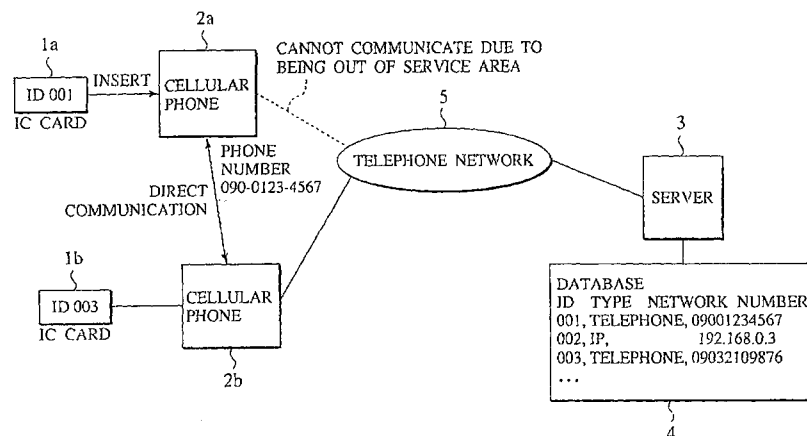 1a
2a
CANNOT COMMUNICATE DUE TO
BEING OUT OF SERVICE AREA
INSERT
ID 001
IC CARD
CELLULAR
PHONE
5
TELEPHONE NETWORK
3
SERVER
PHONE
NUMBER
090-0123-4567
DIRECT
COMMUNICATION
1b
ID 003
IC CARD
CELLULAR
PHONE
2b
DATABASE
ID TYPE NETWORK NUMBER
001, TELEPHONE, 09001234567
002, IP, 192.168.0.3
003, TELEPHONE, 09032109876
...
4